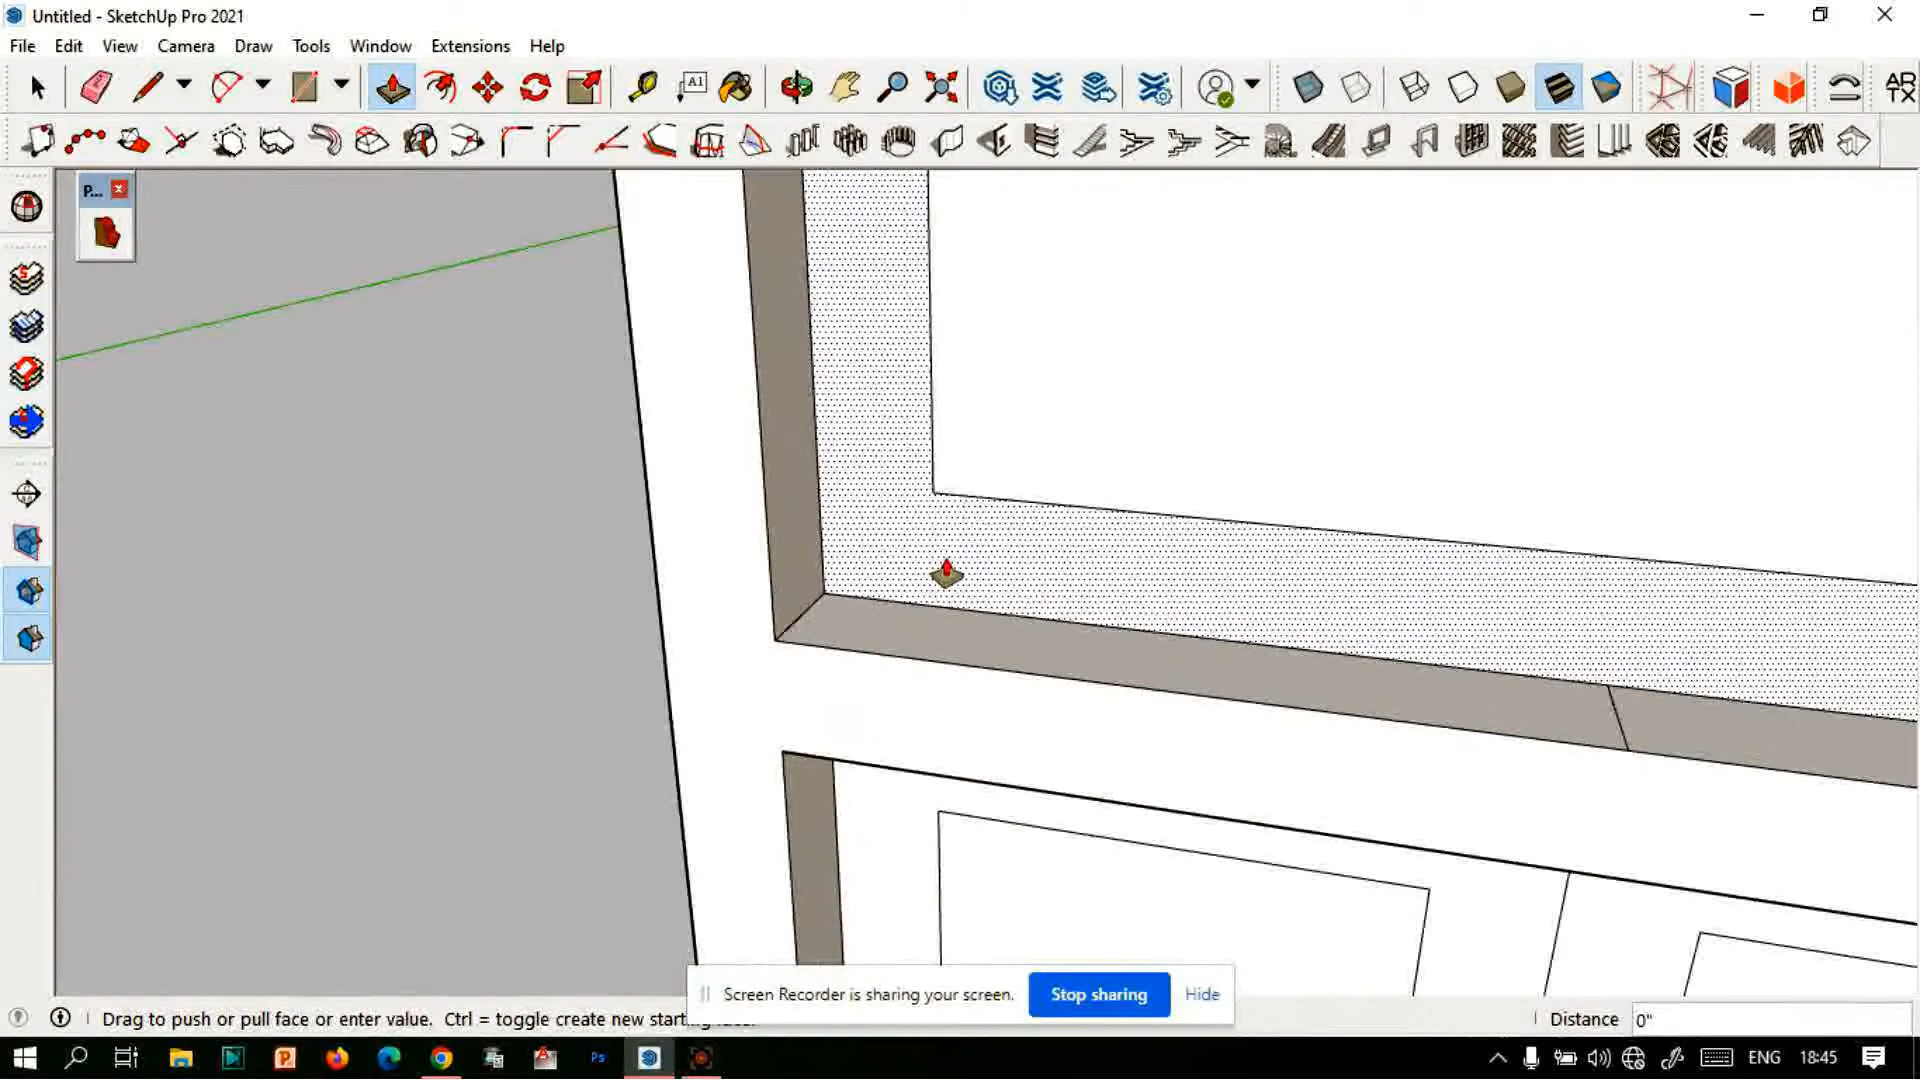 Untitled - SketchUp Pro 2021
File Edit View Camera Draw Tools Window Extensions Help
A1
P...
Screen Recorder is sharing your screen. Stop sharing Hide
Drag to push or pull face or enter value. Ctrl = toggle create new starting
Distance 0"
ENG 18:45